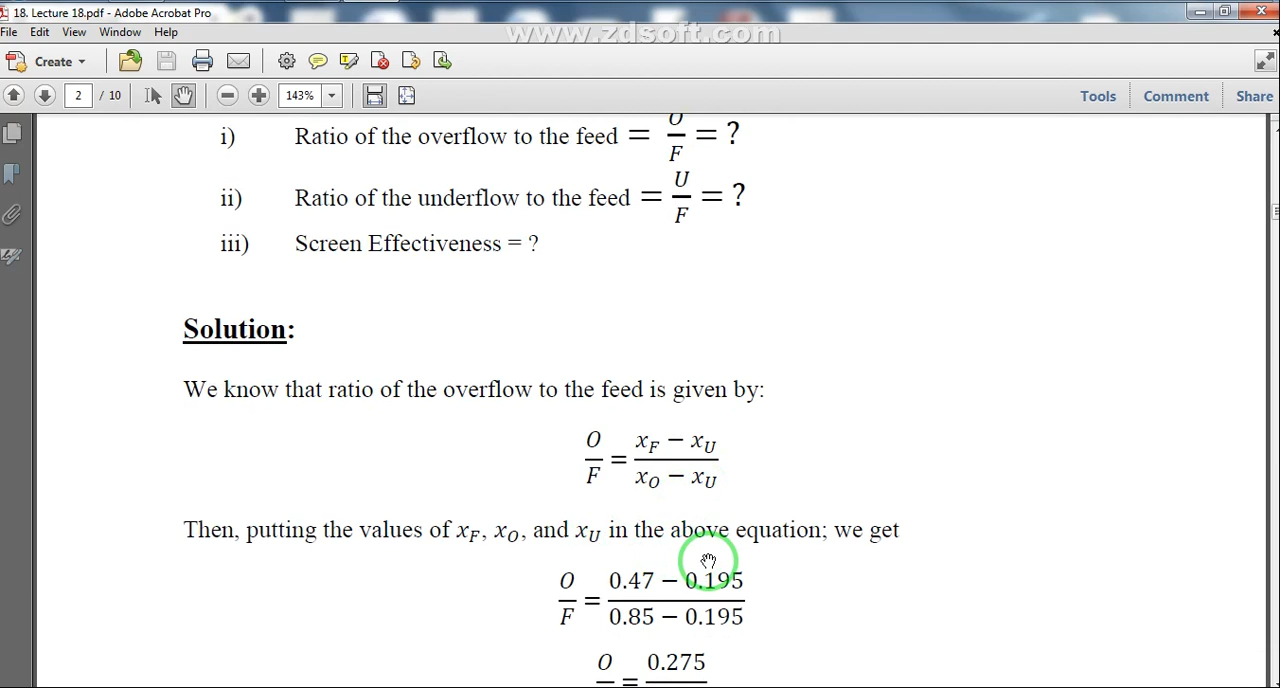 18. Lecture 18.pdf - Adobe Acrobat Pro
www.zdsoft.com
File Edit View Window Help
Create
2 / 10 143% Tools Comment Share
i) Ratio of the overflow to the feed = O/F = ?
ii) Ratio of the underflow to the feed = U/F = ?
iii) Screen Effectiveness = ?
Solution:
We know that ratio of the overflow to the feed is given by:
O/F = (x_F − x_U)/(x_O − x_U)
Then, putting the values of x_F, x_O, and x_U in the above equation; we get
O/F = (0.47 − 0.195)/(0.85 − 0.195)
O = 0.275